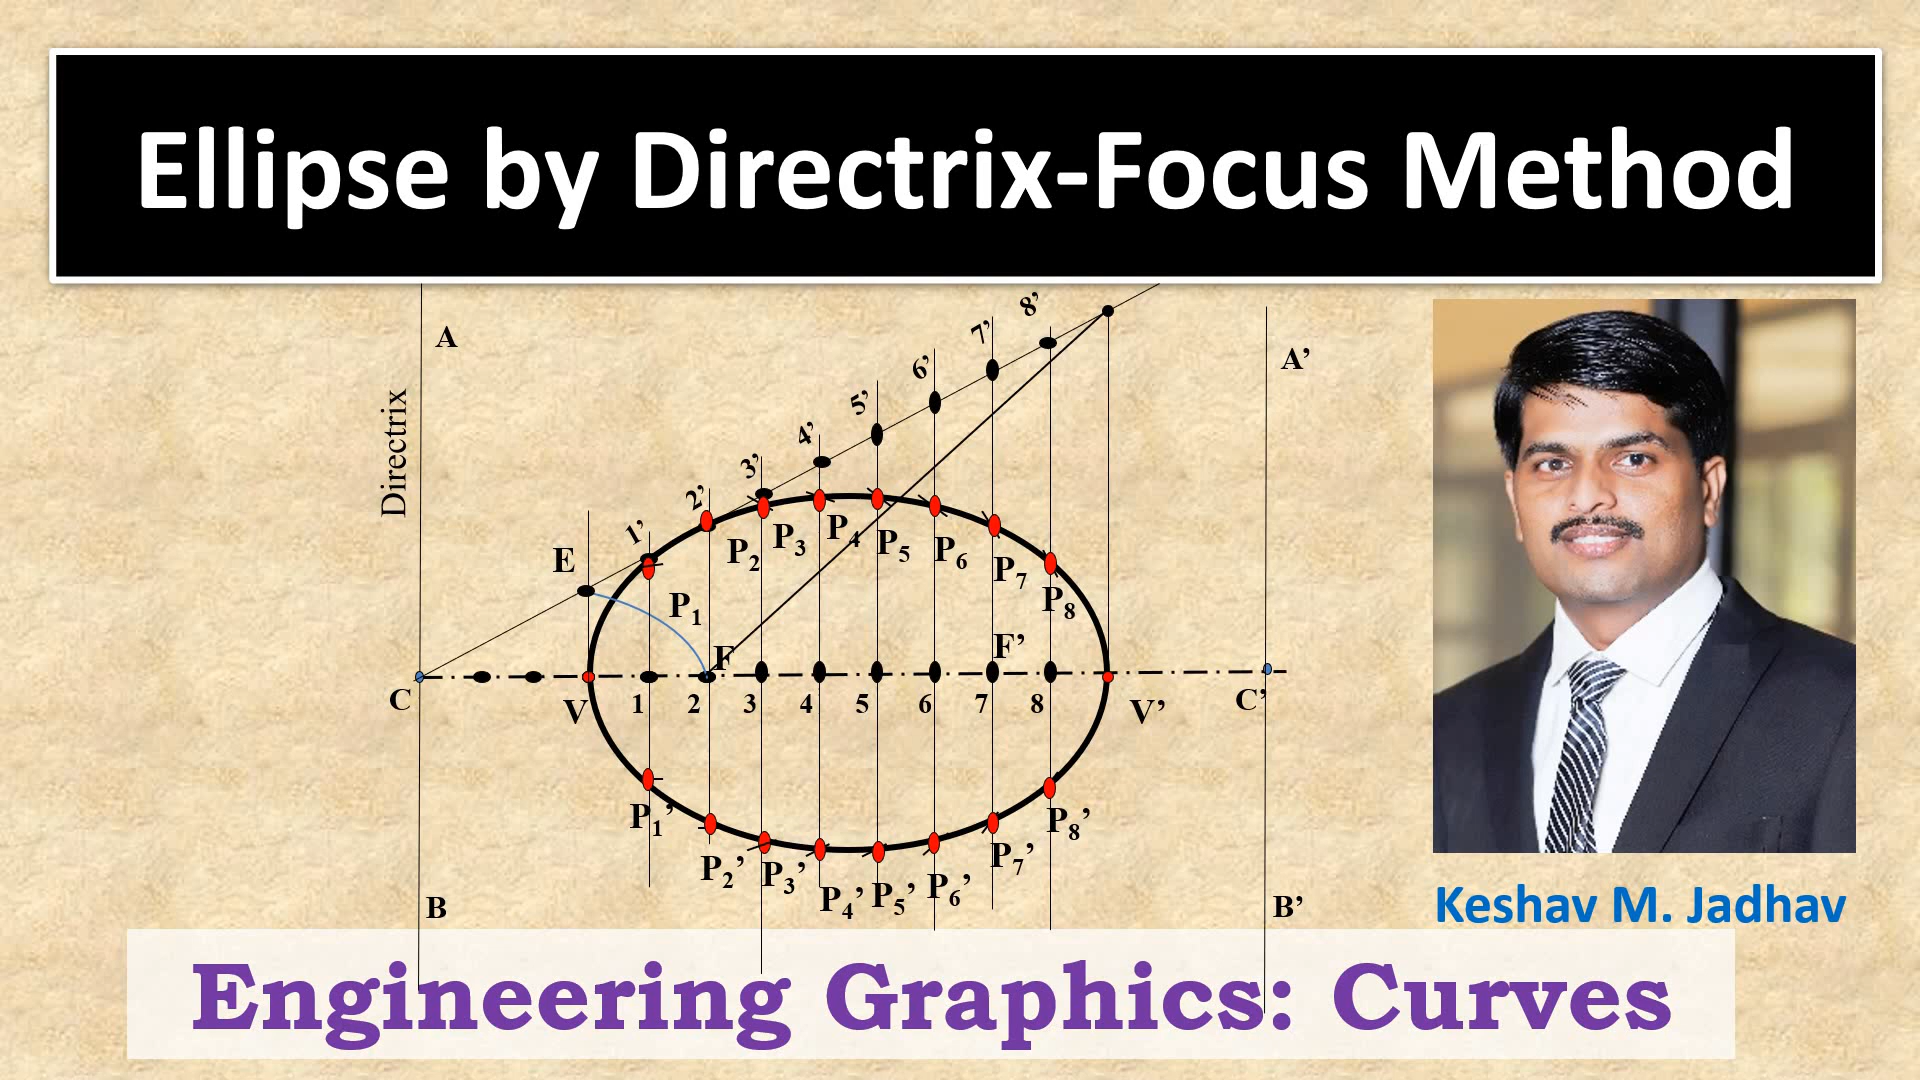 Ellipse by Directrix-Focus Method
8’
7’
A
A’
6’
Directrix
5’
4’
3’
2’
1’
E
P2 P3 P4 P5 P6 P7 P8
P1
F
F’
C V 1 2 3 4 5 6 7 8 V’ C’
P1’ P2’ P3’ P4’ P5’ P6’ P7’ P8’
B
B’
Keshav M. Jadhav
Engineering Graphics: Curves